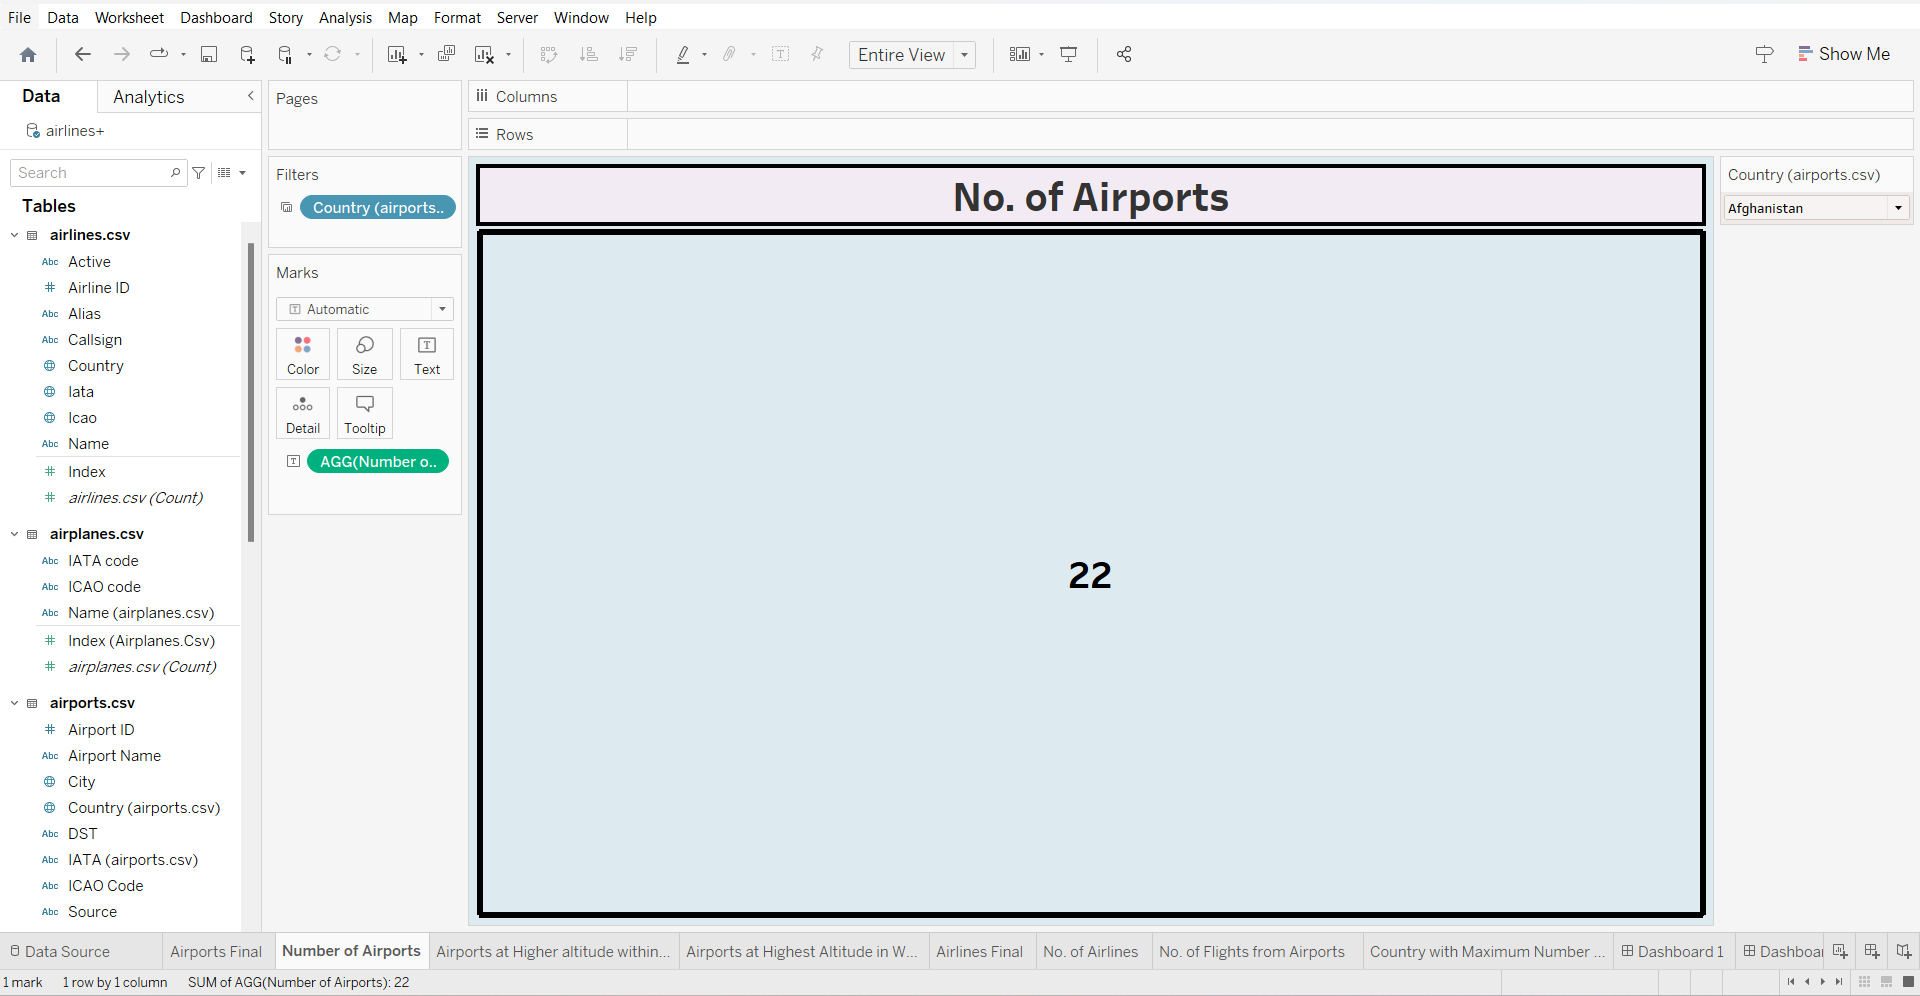 File Data Worksheet Dashboard Story Analysis Map Format Server Window Help
Entire View
Show Me
Data Analytics
airlines+
Search
Tables
airlines.csv
Abc Active
# Airline ID
Abc Alias
Abc Callsign
Country
Iata
Icao
Abc Name
# Index
# airlines.csv (Count)
airplanes.csv
Abc IATA code
Abc ICAO code
Abc Name (airplanes.csv)
# Index (Airplanes.Csv)
# airplanes.csv (Count)
airports.csv
# Airport ID
Abc Airport Name
City
Country (airports.csv)
Abc DST
Abc IATA (airports.csv)
Abc ICAO Code
Abc Source
Pages
Filters
Country (airports..
Marks
Automatic
Color Size Text
Detail Tooltip
AGG(Number o..
Columns
Rows
No. of Airports
22
Country (airports.csv)
Afghanistan
Data Source Airports Final Number of Airports Airports at Higher altitude within... Airports at Highest Altitude in W... Airlines Final No. of Airlines No. of Flights from Airports Country with Maximum Number ... Dashboard 1 Dashboar
1 mark 1 row by 1 column SUM of AGG(Number of Airports): 22